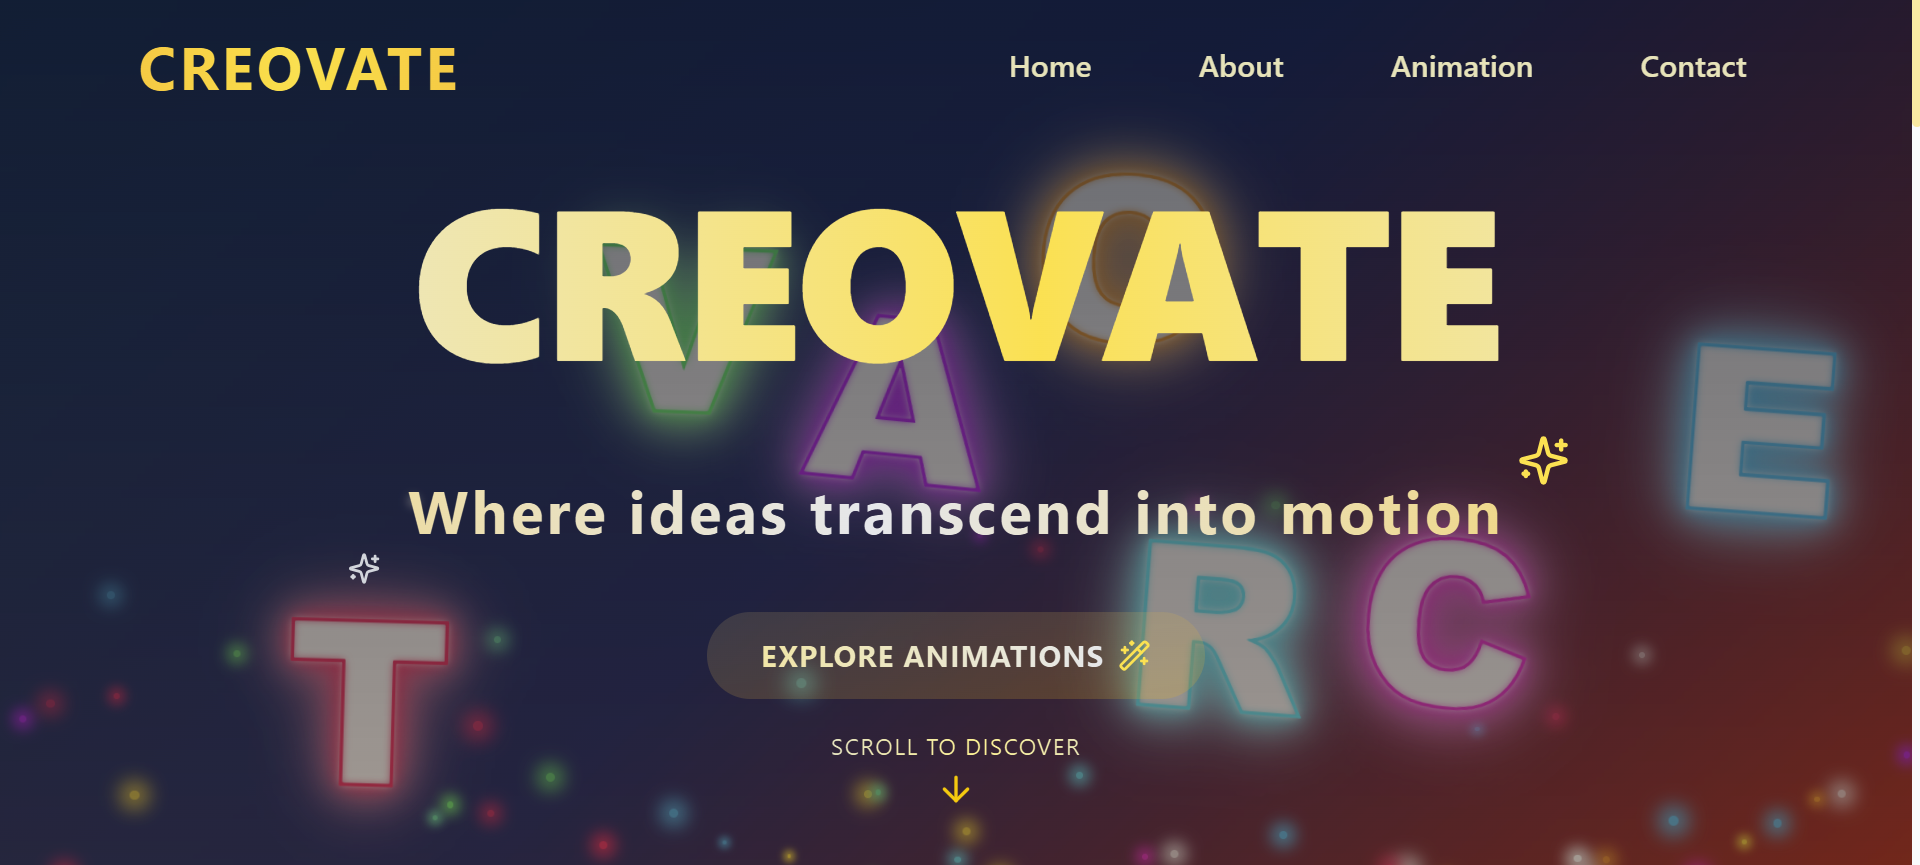 CREOVATE
Home About Animation Contact
CREOVATE
V
O
A
E
Where ideas transcend into motion
T
R
C
EXPLORE ANIMATIONS
SCROLL TO DISCOVER